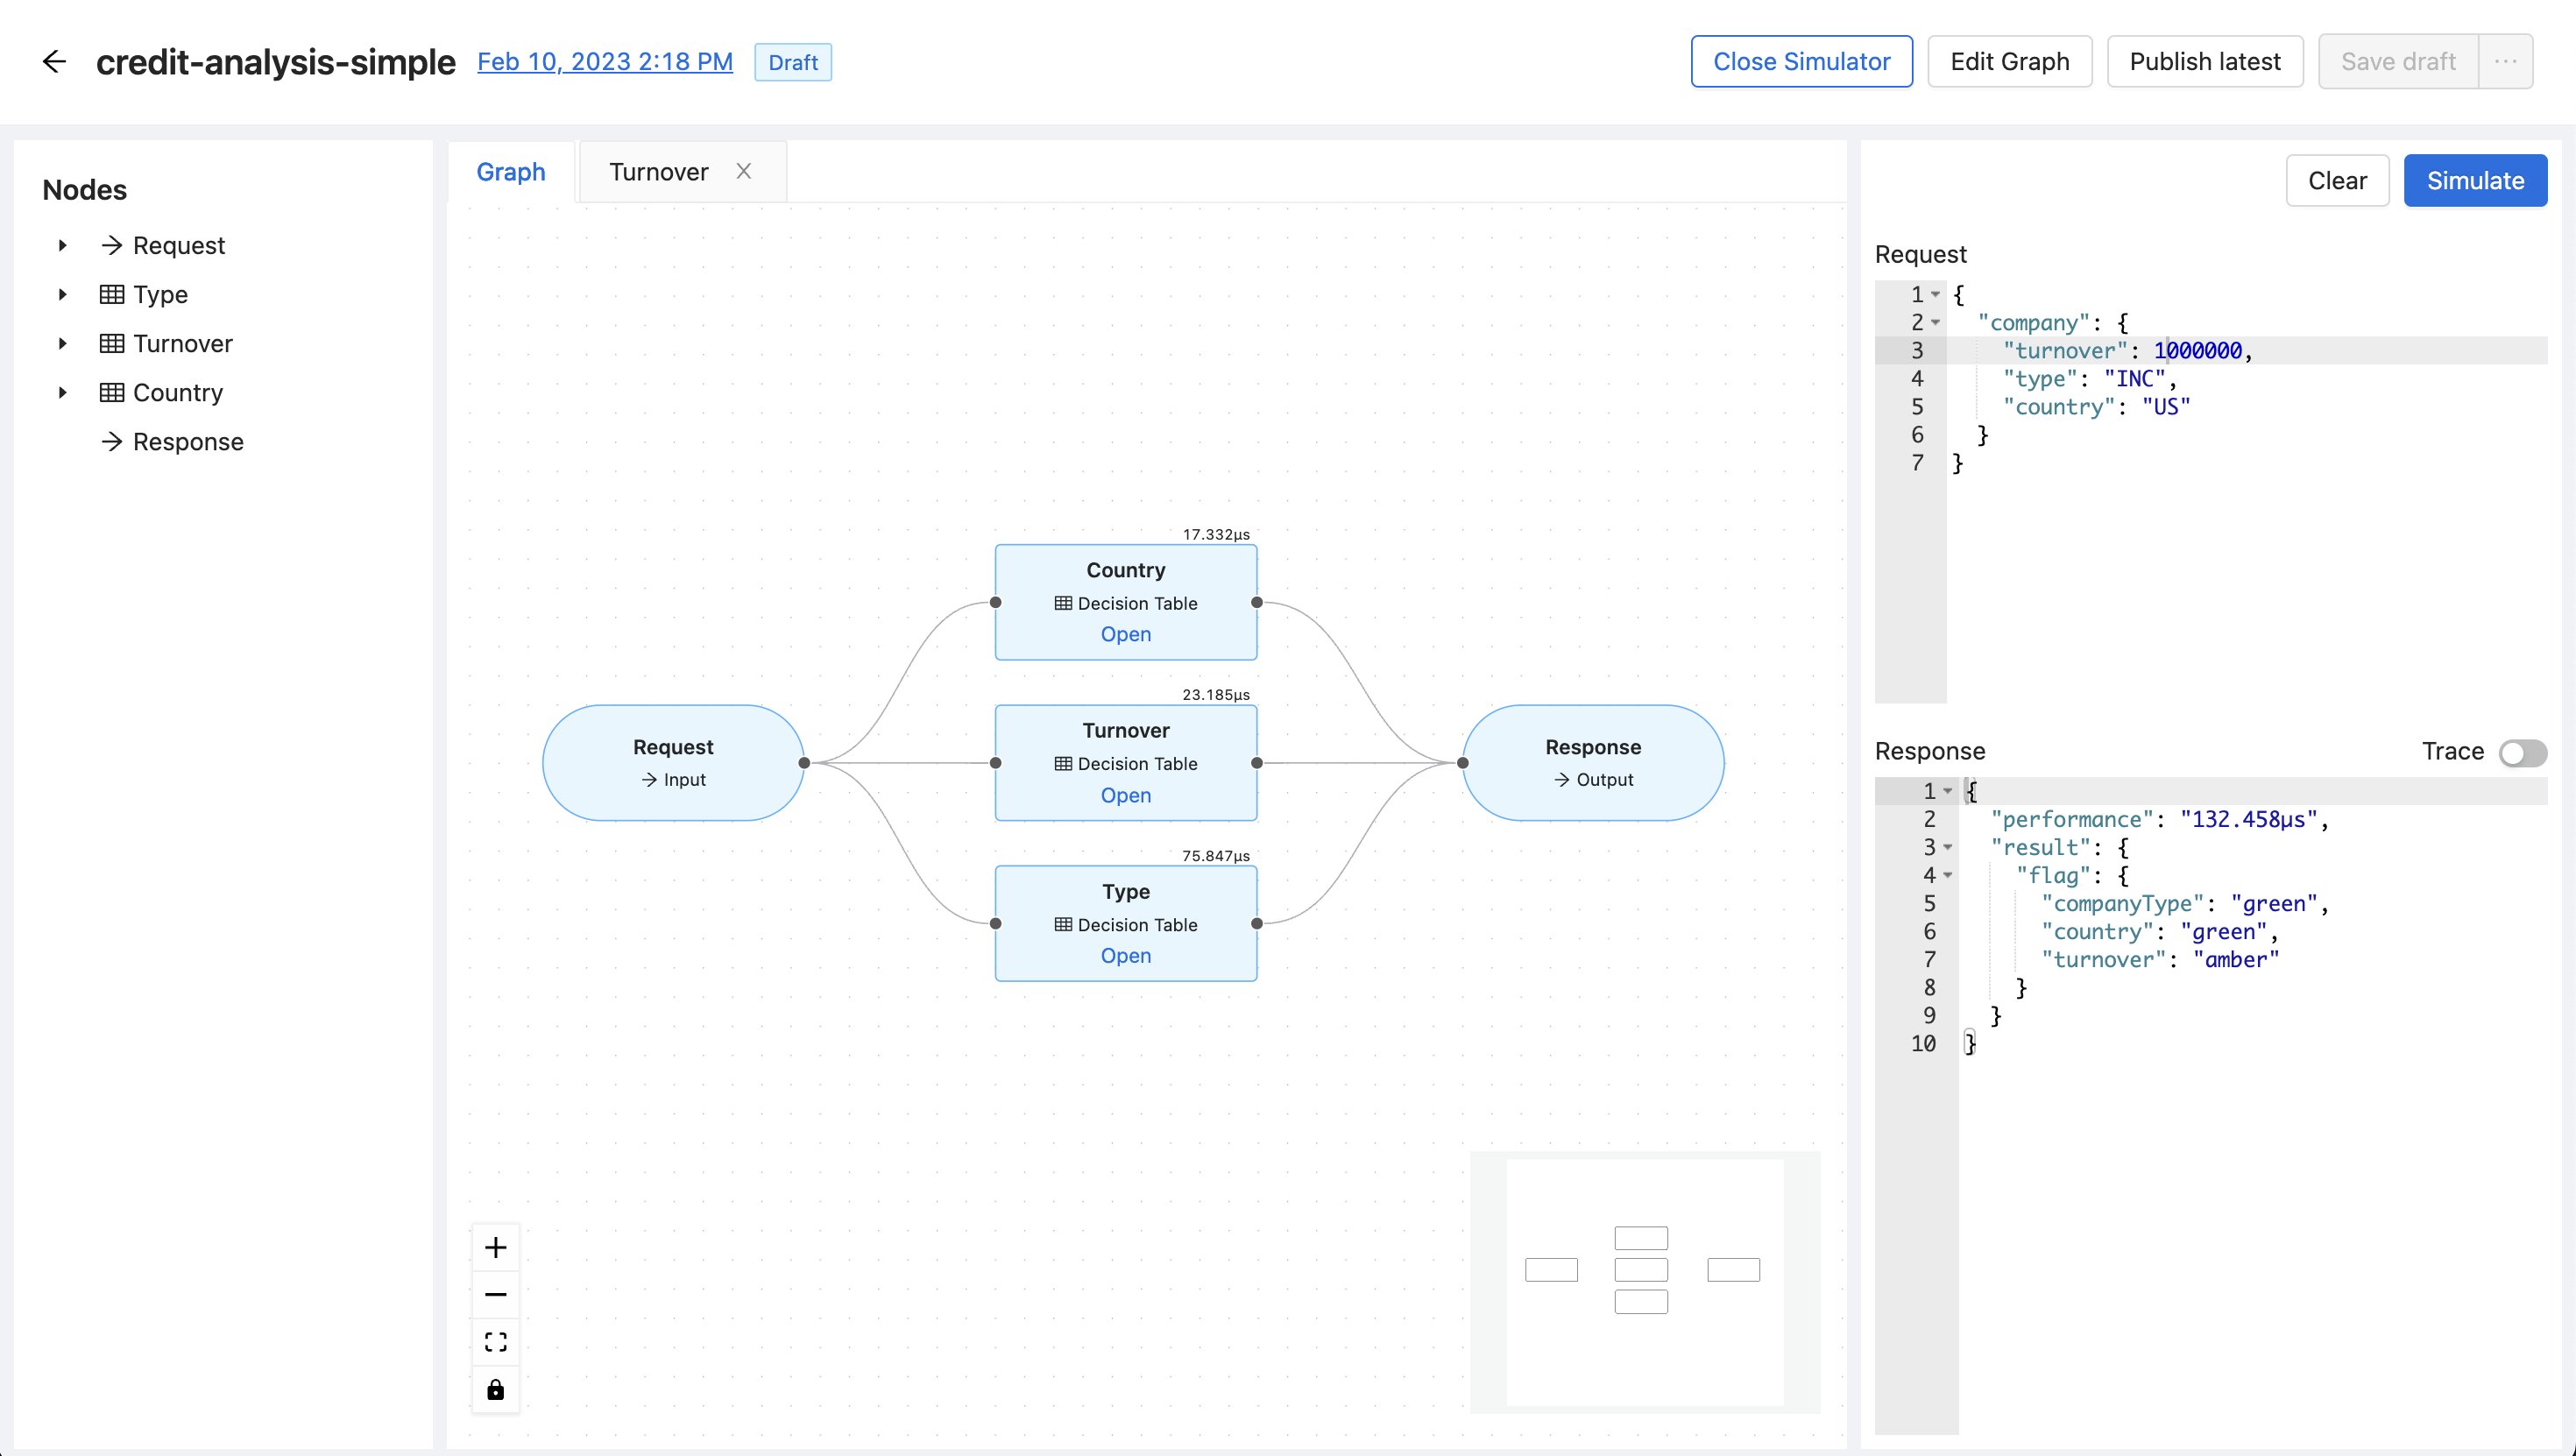 credit-analysis-simple Feb 10, 2023 2:18 PM Draft
Close Simulator Edit Graph Publish latest Save draft ...
Nodes
Request
Type
Turnover
Country
Response
Graph
Turnover
17.332µs
Country
Decision Table
Open
23.185µs
Turnover
Decision Table
Open
75.847µs
Type
Decision Table
Open
Request
Input
Response
Output
Clear Simulate
Request
1 {
2 "company": {
3 "turnover": 1000000,
4 "type": "INC",
5 "country": "US"
6 }
7 }
Response Trace
1 {
2 "performance": "132.458µs",
3 "result": {
4 "flag": {
5 "companyType": "green",
6 "country": "green",
7 "turnover": "amber"
8 }
9 }
10 }